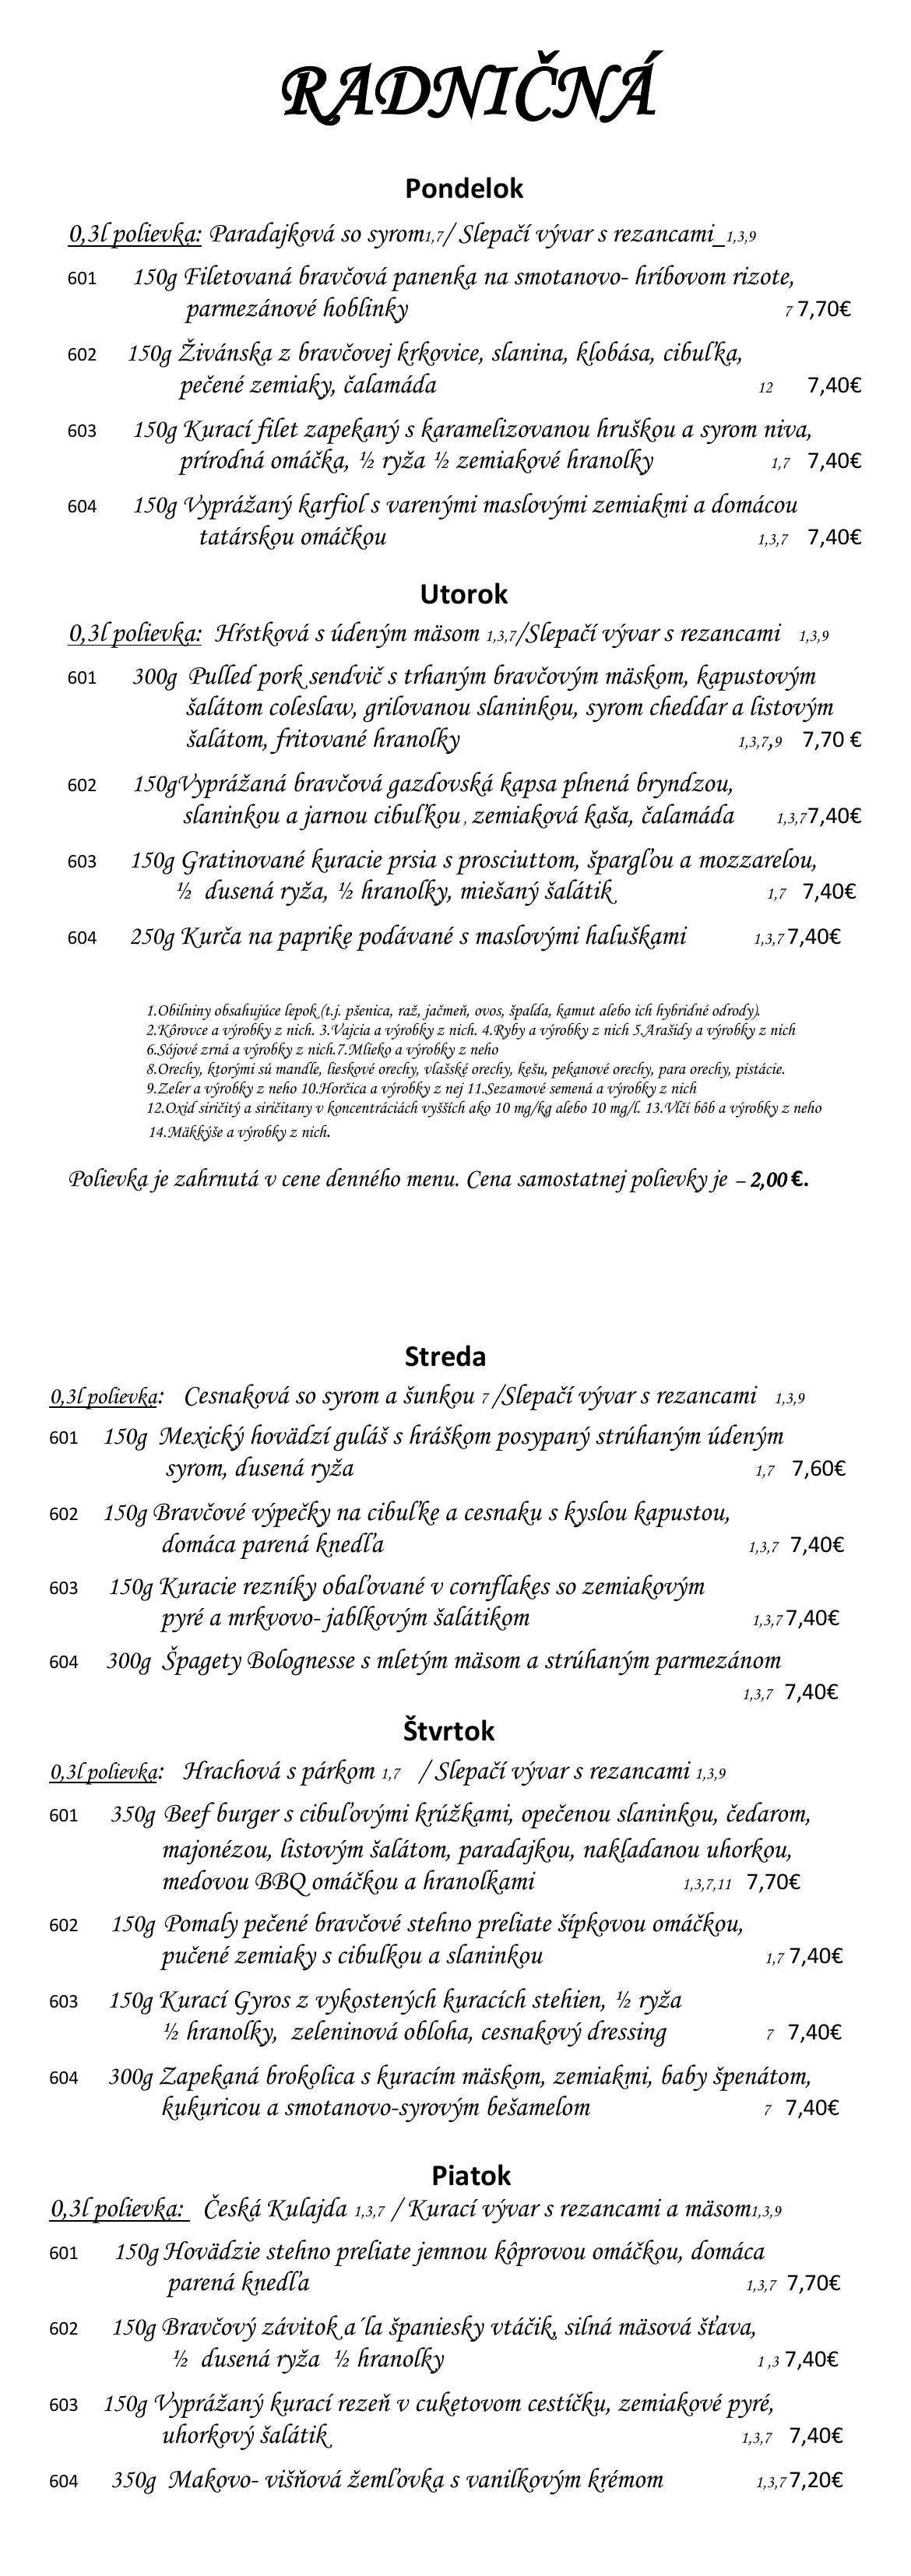 RADNIČNÁ
Pondelok
0,3l polievka: Paradajková so syrom1,7/ Slepačí vývar s rezancami_1,3,9
601 150g Filetovaná bravčová panenka na smotanovo- hríbovom rizote,
parmezánové hoblinky 7 7,70€
602 150g Živánska z bravčovej krkovice, slanina, klobása, cibuľka,
pečené zemiaky, čalamáda 12 7,40€
603 150g Kurací filet zapekaný s karamelizovanou hruškou a syrom niva,
prírodná omáčka, ½ ryža ½ zemiakové hranolky 1,7 7,40€
604 150g Vyprážaný karfiol s varenými maslovými zemiakmi a domácou
tatárskou omáčkou 1,3,7 7,40€
Utorok
0,3l polievka: Hŕstková s údeným mäsom 1,3,7/Slepačí vývar s rezancami 1,3,9
601 300g Pulled pork sendvič s trhaným bravčovým mäskom, kapustovým
šalátom coleslaw, grilovanou slaninkou, syrom cheddar a listovým
šalátom, fritované hranolky 1,3,7,9 7,70 €
602 150gVyprážaná bravčová gazdovská kapsa plnená bryndzou,
slaninkou a jarnou cibuľkou , zemiaková kaša, čalamáda 1,3,77,40€
603 150g Gratinované kuracie prsia s prosciuttom, špargľou a mozzarelou,
½ dusená ryža, ½ hranolky, miešaný šalátik 1,7 7,40€
604 250g Kurča na paprike podávané s maslovými haluškami 1,3,7 7,40€
1.Obilniny obsahujúce lepok (t.j. pšenica, raž, jačmeň, ovos, špalda, kamut alebo ich hybridné odrody).
2.Kôrovce a výrobky z nich. 3.Vajcia a výrobky z nich. 4.Ryby a výrobky z nich 5.Arašidy a výrobky z nich
6.Sójové zrná a výrobky z nich.7.Mlieko a výrobky z neho
8.Orechy, ktorými sú mandle, lieskové orechy, vlašské orechy, kešu, pekanové orechy, para orechy, pistácie.
9.Zeler a výrobky z neho 10.Horčica a výrobky z nej 11.Sezamové semená a výrobky z nich
12.Oxid siričitý a siričitany v koncentráciách vyšších ako 10 mg/kg alebo 10 mg/l. 13.Vlčí bôb a výrobky z neho
14.Mäkkýše a výrobky z nich.
Polievka je zahrnutá v cene denného menu. Cena samostatnej polievky je – 2,00 €.
Streda
0,3l polievka: Cesnaková so syrom a šunkou 7 /Slepačí vývar s rezancami 1,3,9
601 150g Mexický hovädzí guláš s hráškom posypaný strúhaným údeným
syrom, dusená ryža 1,7 7,60€
602 150g Bravčové výpečky na cibuľke a cesnaku s kyslou kapustou,
domáca parená knedľa 1,3,7 7,40€
603 150g Kuracie rezníky obaľované v cornflakes so zemiakovým
pyré a mrkvovo- jablkovým šalátikom 1,3,7 7,40€
604 300g Špagety Bolognesse s mletým mäsom a strúhaným parmezánom
1,3,7 7,40€
Štvrtok
0,3l polievka: Hrachová s párkom 1,7 / Slepačí vývar s rezancami 1,3,9
601 350g Beef burger s cibuľovými krúžkami, opečenou slaninkou, čedarom,
majonézou, listovým šalátom, paradajkou, nakladanou uhorkou,
medovou BBQ omáčkou a hranolkami 1,3,7,11 7,70€
602 150g Pomaly pečené bravčové stehno preliate šípkovou omáčkou,
pučené zemiaky s cibulkou a slaninkou 1,7 7,40€
603 150g Kurací Gyros z vykostených kuracích stehien, ½ ryža
½ hranolky, zeleninová obloha, cesnakový dressing 7 7,40€
604 300g Zapekaná brokolica s kuracím mäskom, zemiakmi, baby špenátom,
kukuricou a smotanovo-syrovým bešamelom 7 7,40€
Piatok
0,3l polievka: Česká Kulajda 1,3,7 / Kurací vývar s rezancami a mäsom1,3,9
601 150g Hovädzie stehno preliate jemnou kôprovou omáčkou, domáca
parená knedľa 1,3,7 7,70€
602 150g Bravčový závitok a´la španiesky vtáčik, silná mäsová šťava,
½ dusená ryža ½ hranolky 1 ,3 7,40€
603 150g Vyprážaný kurací rezeň v cuketovom cestíčku, zemiakové pyré,
uhorkový šalátik 1,3,7 7,40€
604 350g Makovo- višňová žemľovka s vanilkovým krémom 1,3,7 7,20€